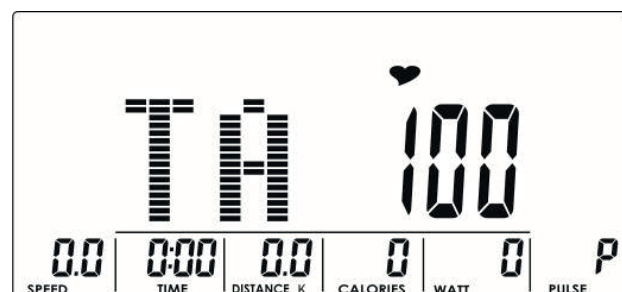 TA 100
0.0 0:00 0.0 0 0 P
SPEED TIME DISTANCE K CALORIES WATT PULSE